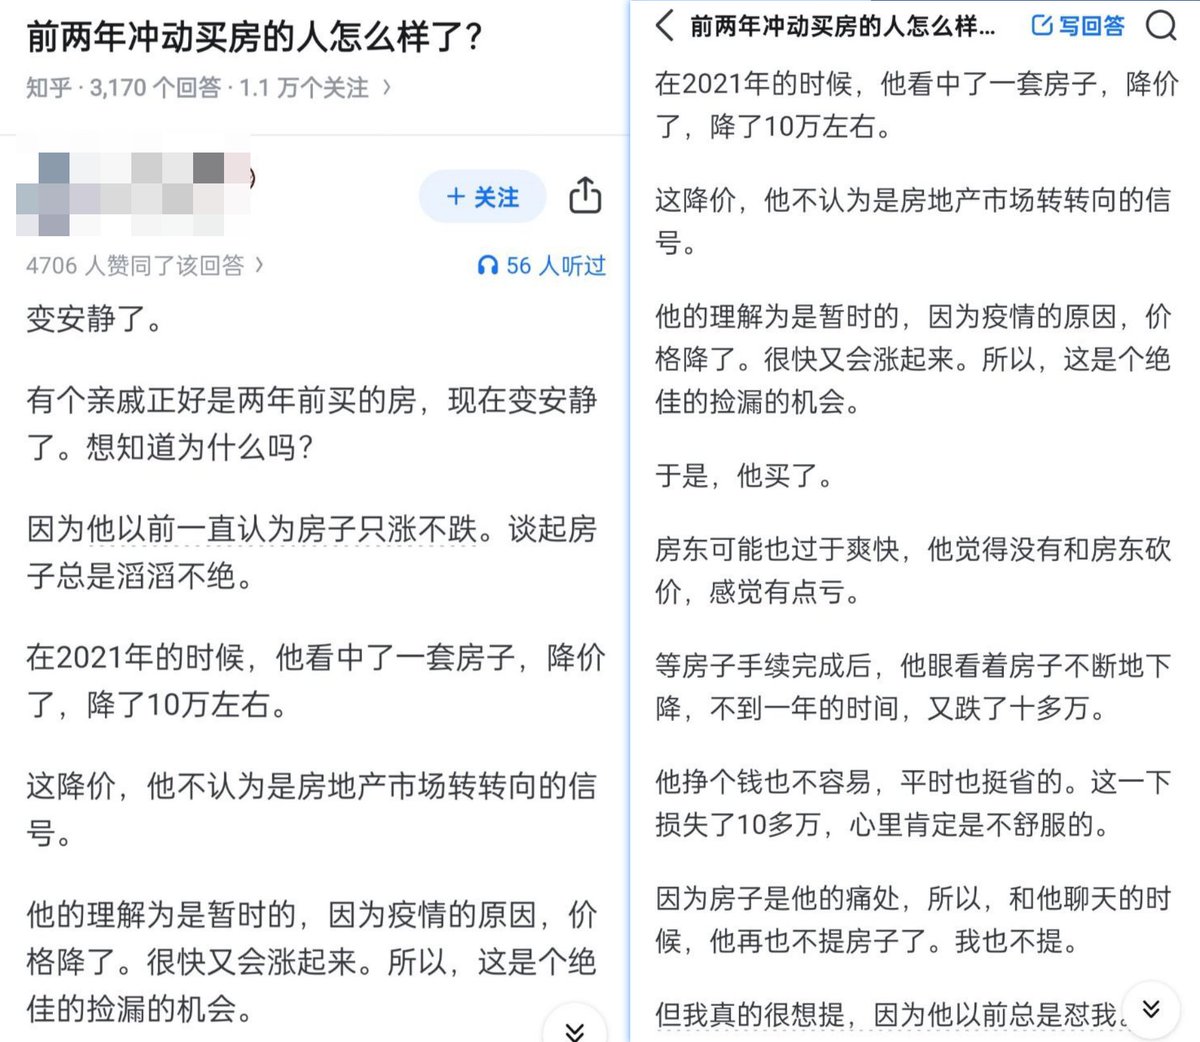 前两年冲动买房的人怎么样了?
知乎 · 3,170 个回答 · 1.1 万个关注 >
+ 关注
4706 人赞同了该回答 >
56 人听过
变安静了。
有个亲戚正好是两年前买的房，现在变安静
了。想知道为什么吗?
因为他以前一直认为房子只涨不跌。谈起房
子总是滔滔不绝。
在2021年的时候，他看中了一套房子，降价
了，降了10万左右。
这降价，他不认为是房地产市场转转向的信
号。
他的理解为是暂时的，因为疫情的原因，价
格降了。很快又会涨起来。所以，这是个绝
佳的捡漏的机会。
前两年冲动买房的人怎么样...
写回答
在2021年的时候，他看中了一套房子，降价
了，降了10万左右。
这降价，他不认为是房地产市场转转向的信
号。
他的理解为是暂时的，因为疫情的原因，价
格降了。很快又会涨起来。所以，这是个绝
佳的捡漏的机会。
于是，他买了。
房东可能也过于爽快，他觉得没有和房东砍
价，感觉有点亏。
等房子手续完成后，他眼看着房子不断地下
降，不到一年的时间，又跌了十多万。
他挣个钱也不容易，平时也挺省的。这一下
损失了10多万，心里肯定是不舒服的。
因为房子是他的痛处，所以，和他聊天的时
候，他再也不提房子了。我也不提。
但我真的很想提，因为他以前总是怼我。